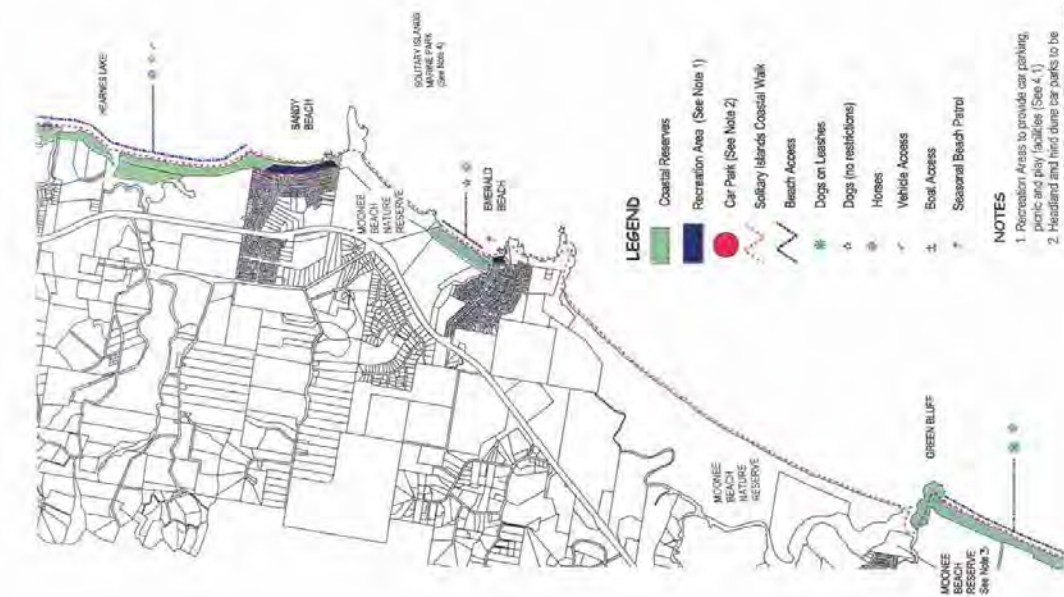 HEARNES LAKE
SANDY
BEACH
SOLITARY ISLANDS
MARINE PARK
(See Note 4)
MOONEE
BEACH
NATURE
RESERVE
EMERALD
BEACH
MOONEE
BEACH
NATURE
RESERVE
GREEN BLUFF
MOONEE
BEACH
RESERVE
See Note 3
LEGEND
Coastal Reserves
Recreation Area (See Note 1)
Car Park (See Note 2)
Solitary Islands Coastal Walk
Beach Access
Dogs on Leashes
Dogs (no restrictions)
Horses
Vehicle Access
Boat Access
Seasonal Beach Patrol
NOTES
1 Recreation Areas to provide car parking,
picnic and play facilities (See 4.1)
2 Headland and hind dune car parks to be